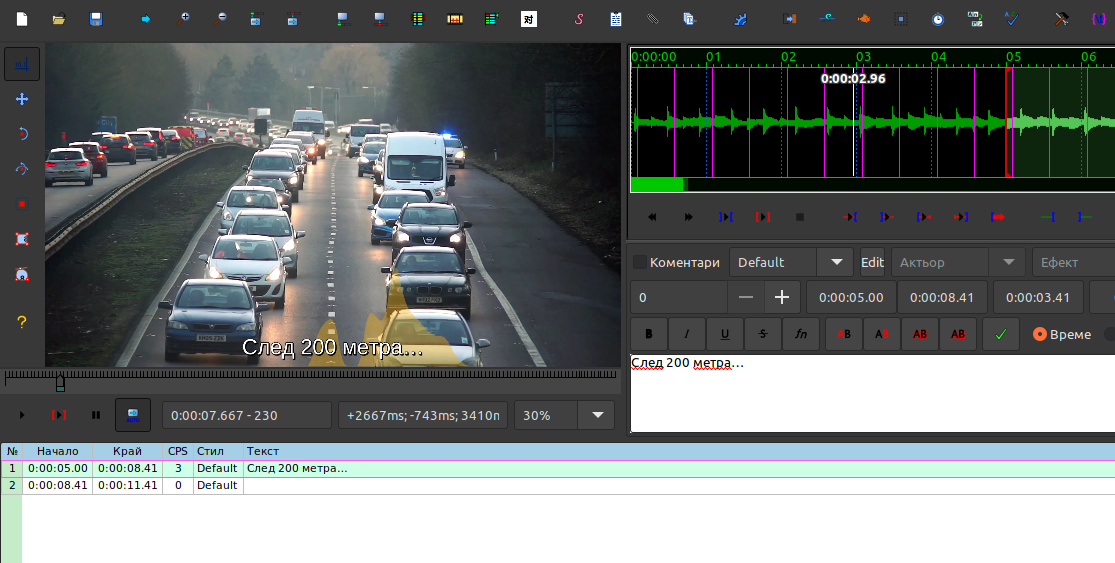 对
S
0:00:00
01
02
03
04
05
06
0:00:02.96
След 200 метра...
?
Коментари
Default
Edit
Актьор
Ефект
0
0:00:05.00
0:00:08.41
0:00:03.41
B
I
U
S
fn
AB
AB
AB
AB
Време
След 200 метра...
0:00:07.667 - 230
+2667ms; -743ms; 3410n
30%
№ Начало Край CPS Стил Текст
1 0:00:05.00 0:00:08.41 3 Default След 200 метра...
2 0:00:08.41 0:00:11.41 0 Default